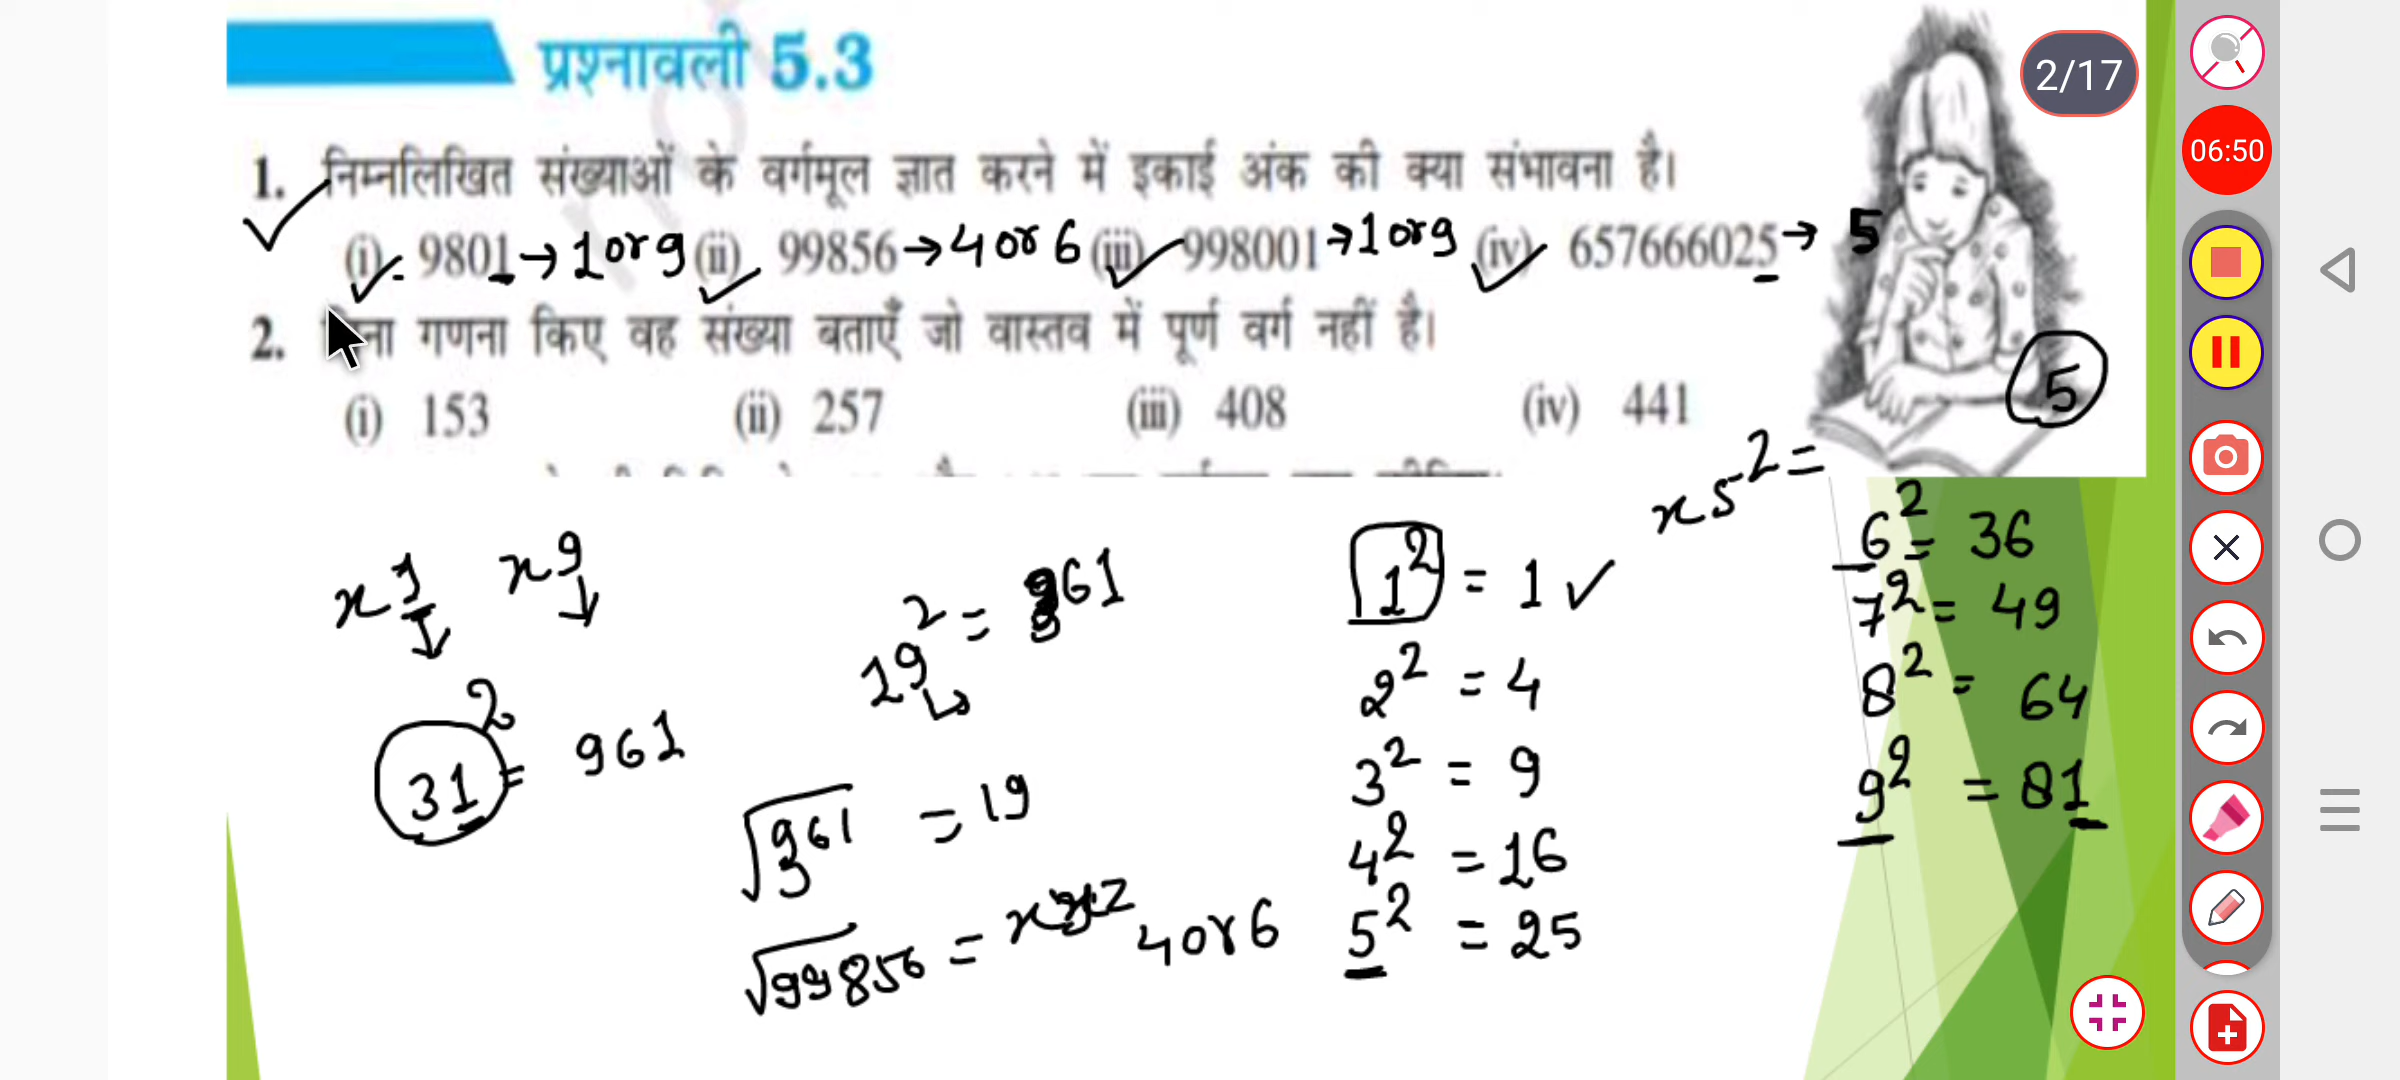 प्रश्नावली 5.3
2/17
06:50
1. निम्नलिखित संख्याओं के वर्गमूल ज्ञात करने में इकाई अंक की क्या संभावना है।
(i) 9801 → 1 or 9 (ii) 99856 → 4 or 6 (iii) 998001 → 1 or 9 (iv) 657666025 → 5
2. गणना किए वह संख्या बताएँ जो वास्तव में पूर्ण वर्ग नहीं है।
(i) 153 (ii) 257 (iii) 408 (iv) 441
5
x5² =
x1 x9
31² = 961
19² = 361
√361 = 19
√99856 = 4 or 6
1² = 1 ✓
2² = 4
3² = 9
4² = 16
5² = 25
6² = 36
7² = 49
8² = 64
9² = 81